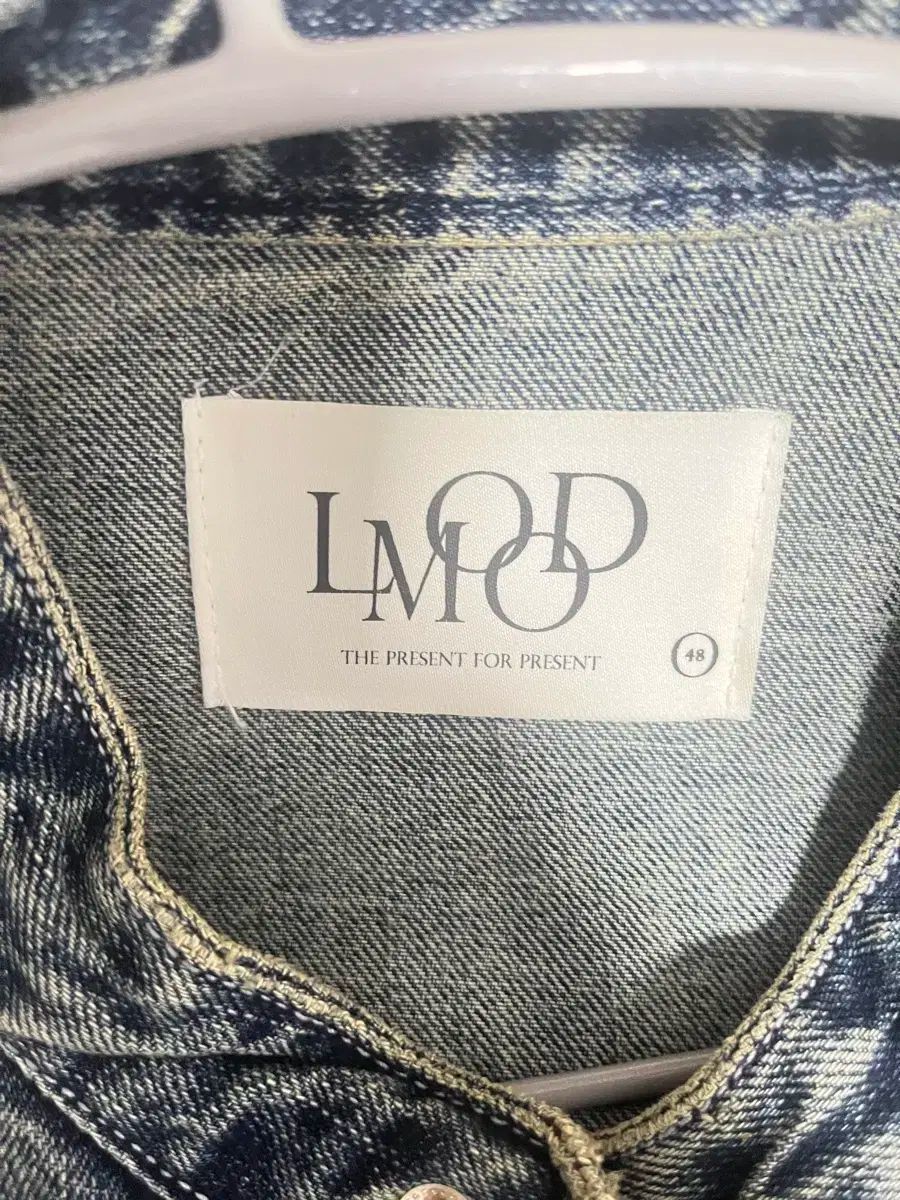 LMOOD
THE PRESENT FOR PRESENT
48